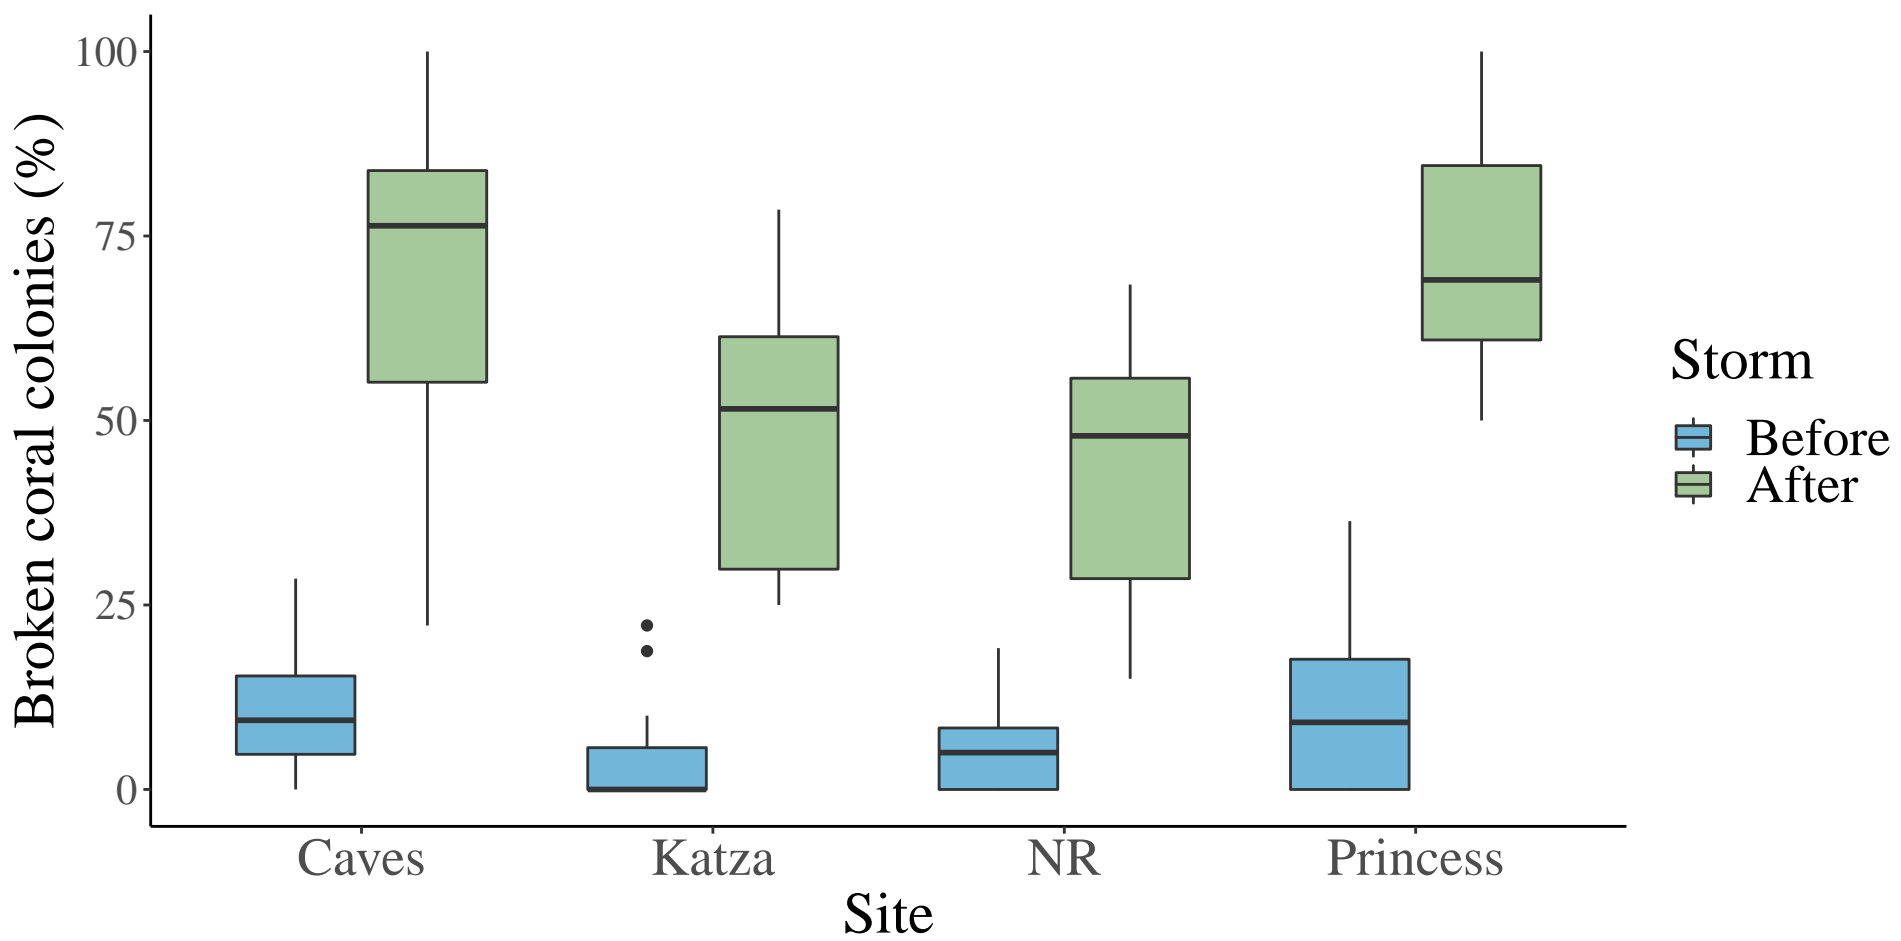 Broken coral colonies (%)
100
75
50
25
0
Caves Katza NR Princess
Site
Storm
Before
After